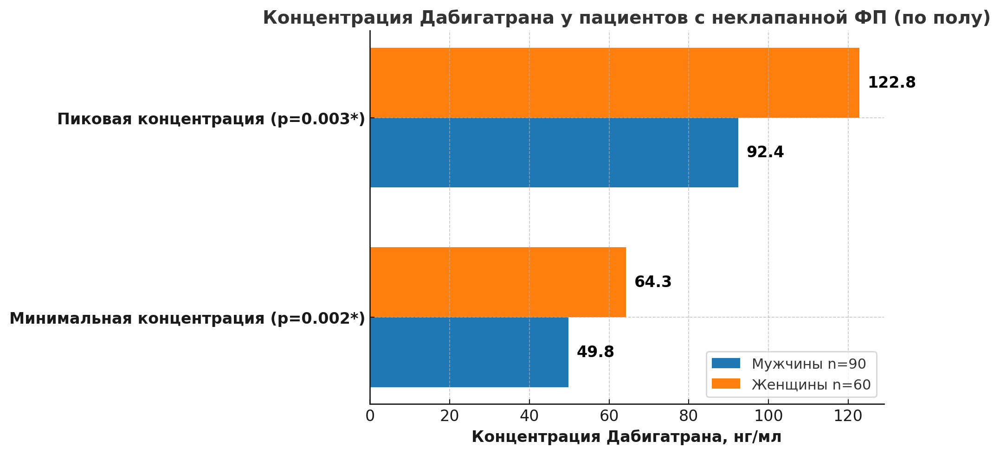 Концентрация Дабигатрана у пациентов с неклапанной ФП (по полу)
122.8
Пиковая концентрация (p=0.003*)
92.4
64.3
Минимальная концентрация (p=0.002*)
49.8
Мужчины n=90
Женщины n=60
0 20 40 60 80 100 120
Концентрация Дабигатрана, нг/мл